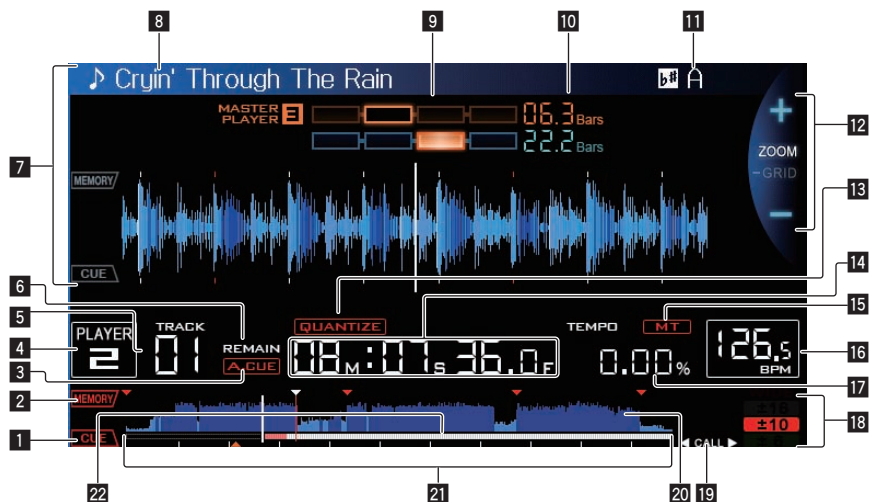 8 9 10 11
♪ Cryin' Through The Rain b# A
MASTER PLAYER 3 06.3 Bars
22.2 Bars
+
ZOOM
-GRID
−
12
7
MEMORY
CUE
13
14
15
6
5
4
3
2
1
PLAYER 2
TRACK 01
REMAIN
A.CUE
QUANTIZE
08 M : 07 S 36.0 F
TEMPO MT
0.00 %
126.5 BPM
16
17
MEMORY
CUE
±16
±10
◀ CALL ▶
18
22 21 20 19